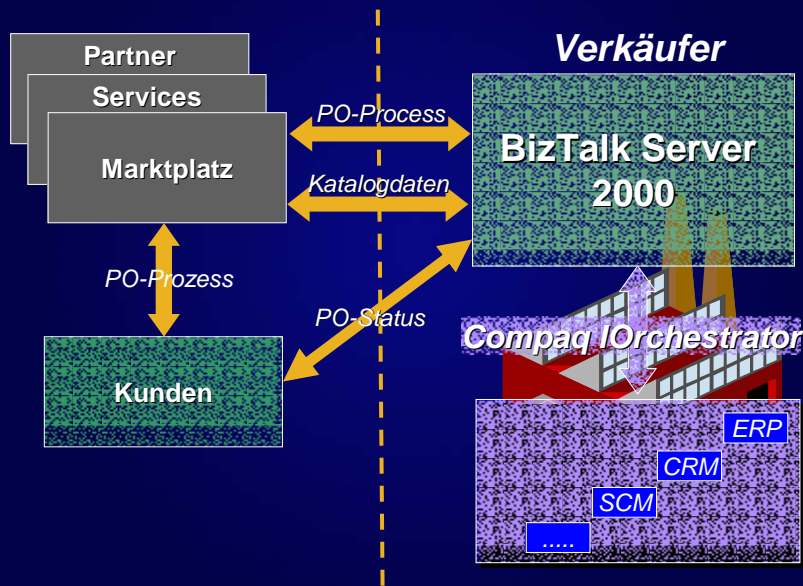 Partner
Services
Marktplatz
PO-Prozess
Kunden
PO-Process
Katalogdaten
PO-Status
Verkäufer
BizTalk Server
2000
Compaq IOrchestrator
ERP
CRM
SCM
.....